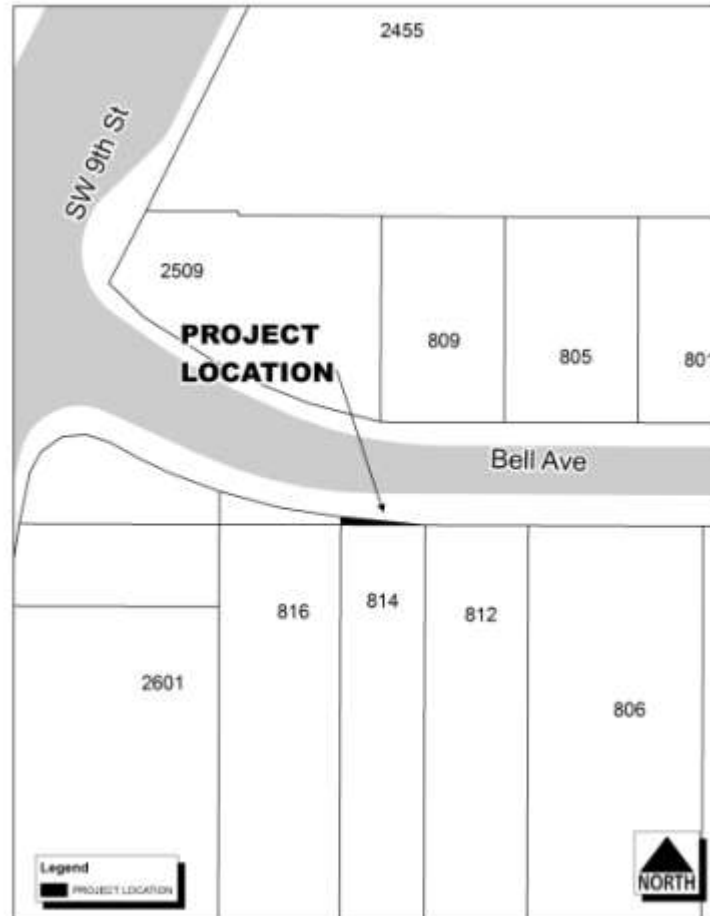 2455
SW 9th St
2509
PROJECT
LOCATION
809
805
801
Bell Ave
816
814
812
2601
806
Legend
PROJECT LOCATION
NORTH